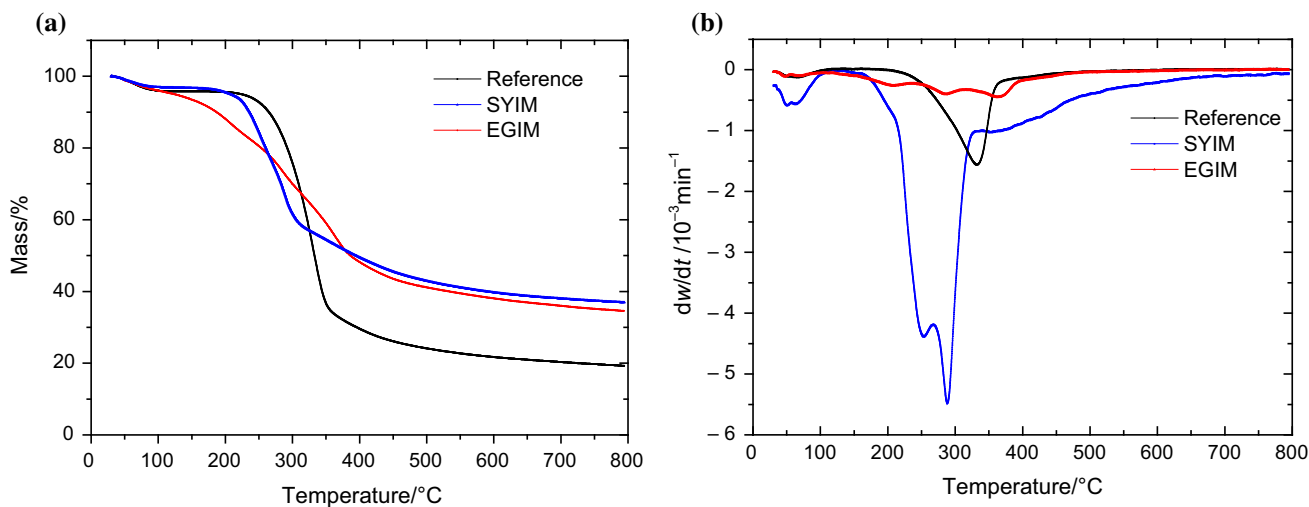 (a)
Mass/%
100
80
60
40
20
0
0 100 200 300 400 500 600 700 800
Temperature/°C
Reference
SYIM
EGIM
(b)
dw/dt /10⁻³min⁻¹
0
– 1
– 2
– 3
– 4
– 5
– 6
0 100 200 300 400 500 600 700 800
Temperature/°C
Reference
SYIM
EGIM